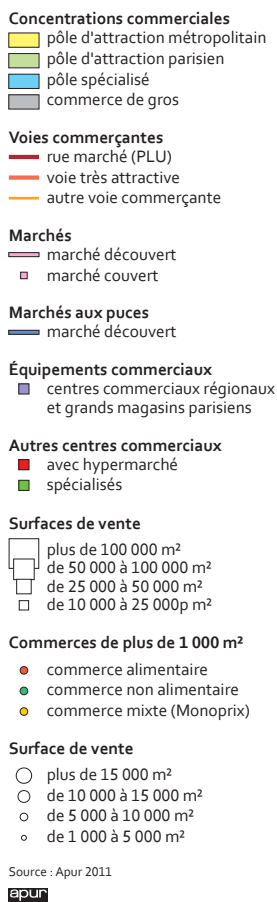 Concentrations commerciales
pôle d'attraction métropolitain
pôle d'attraction parisien
pôle spécialisé
commerce de gros
Voies commerçantes
rue marché (PLU)
voie très attractive
autre voie commerçante
Marchés
marché découvert
marché couvert
Marchés aux puces
marché découvert
Équipements commerciaux
centres commerciaux régionaux
et grands magasins parisiens
Autres centres commerciaux
avec hypermarché
spécialisés
Surfaces de vente
plus de 100 000 m²
de 50 000 à 100 000 m²
de 25 000 à 50 000 m²
de 10 000 à 25 000p m²
Commerces de plus de 1 000 m²
commerce alimentaire
commerce non alimentaire
commerce mixte (Monoprix)
Surface de vente
plus de 15 000 m²
de 10 000 à 15 000 m²
de 5 000 à 10 000 m²
de 1 000 à 5 000 m²
Source : Apur 2011
apur